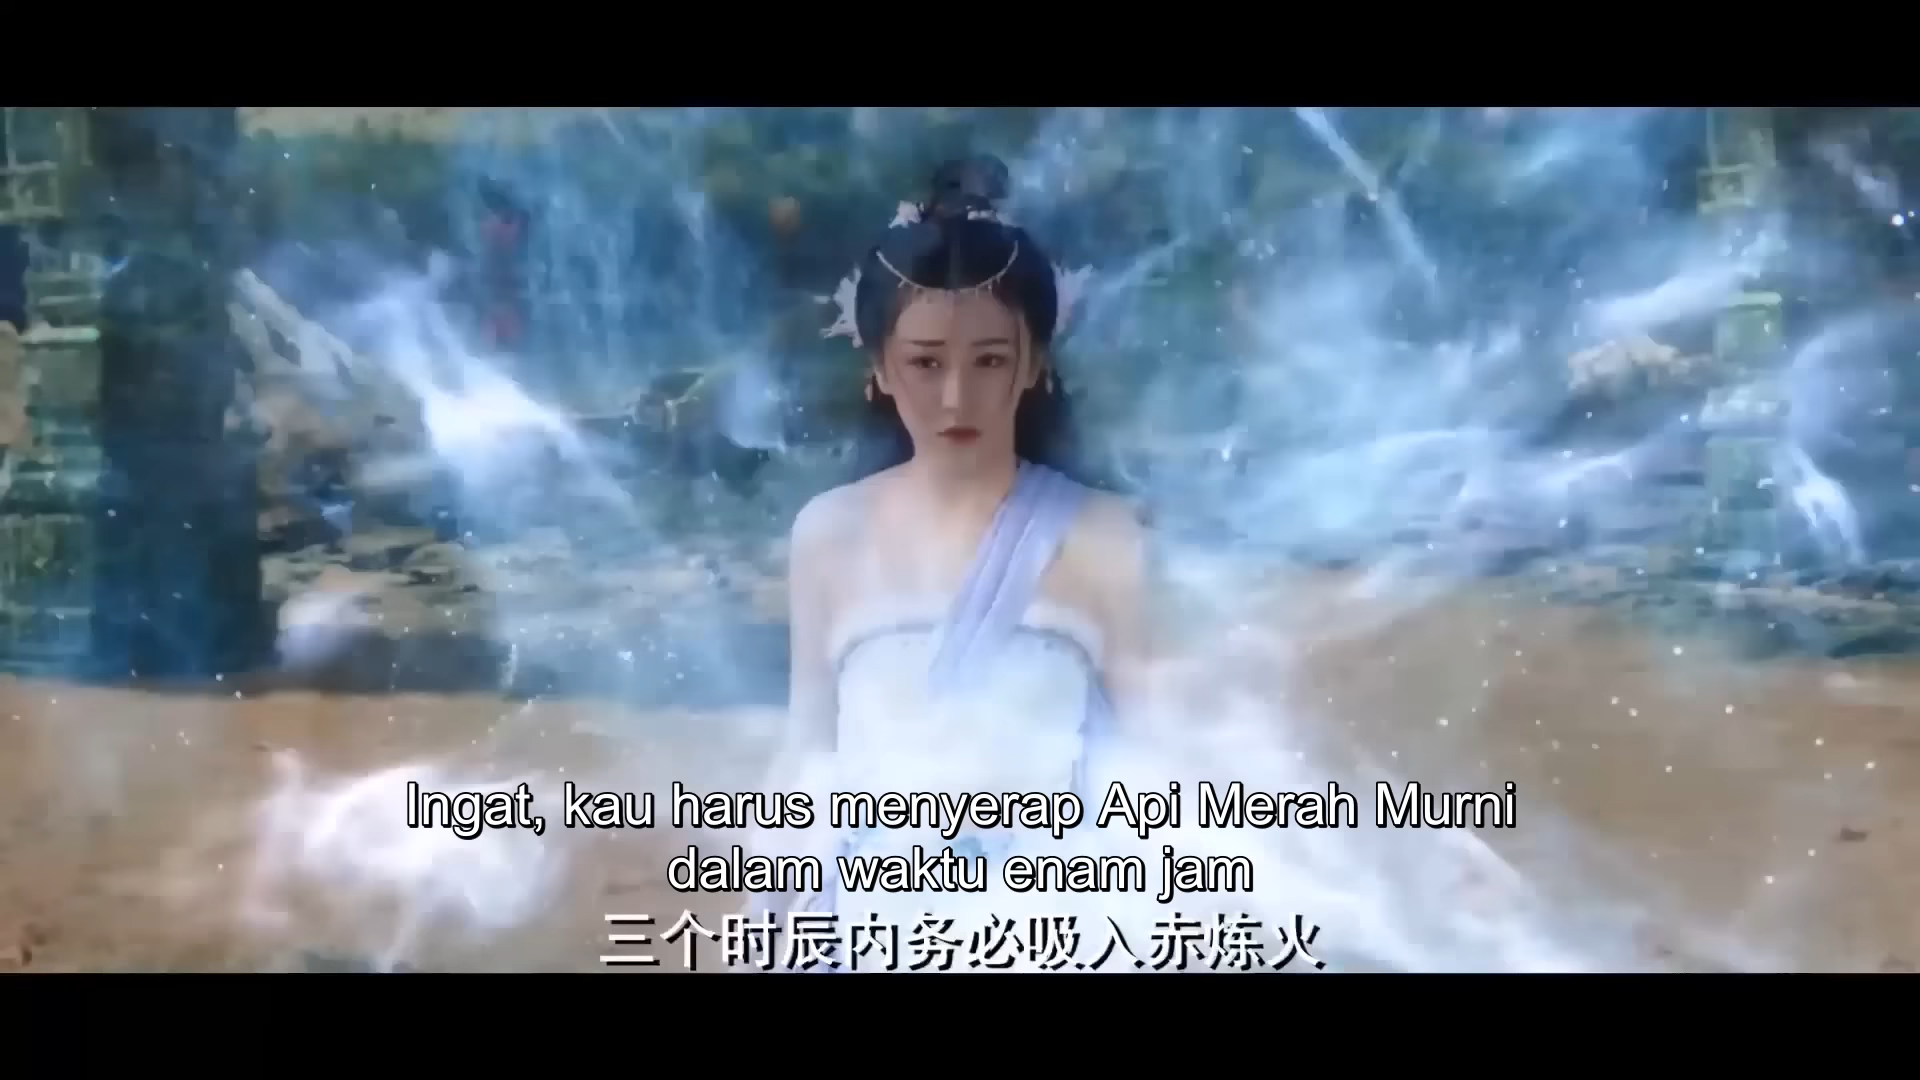 Ingat, kau harus menyerap Api Merah Murni
dalam waktu enam jam
三个时辰内务必吸入赤炼火